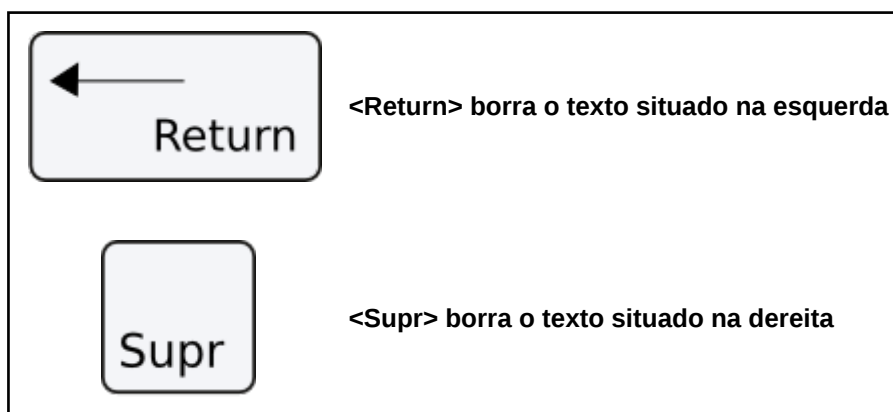 Return
<Return> borra o texto situado na esquerda
Supr
<Supr> borra o texto situado na dereita